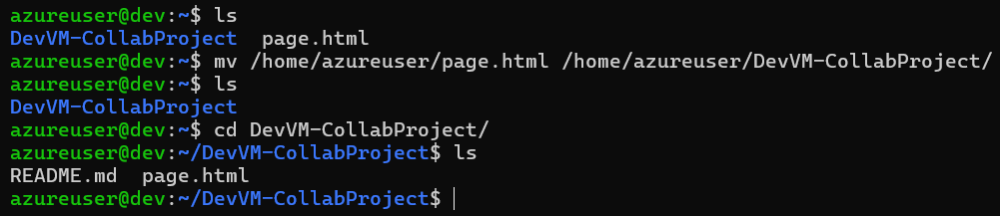 azureuser@dev:~$ ls
DevVM-CollabProject  page.html
azureuser@dev:~$ mv /home/azureuser/page.html /home/azureuser/DevVM-CollabProject/
azureuser@dev:~$ ls
DevVM-CollabProject
azureuser@dev:~$ cd DevVM-CollabProject/
azureuser@dev:~/DevVM-CollabProject$ ls
README.md  page.html
azureuser@dev:~/DevVM-CollabProject$